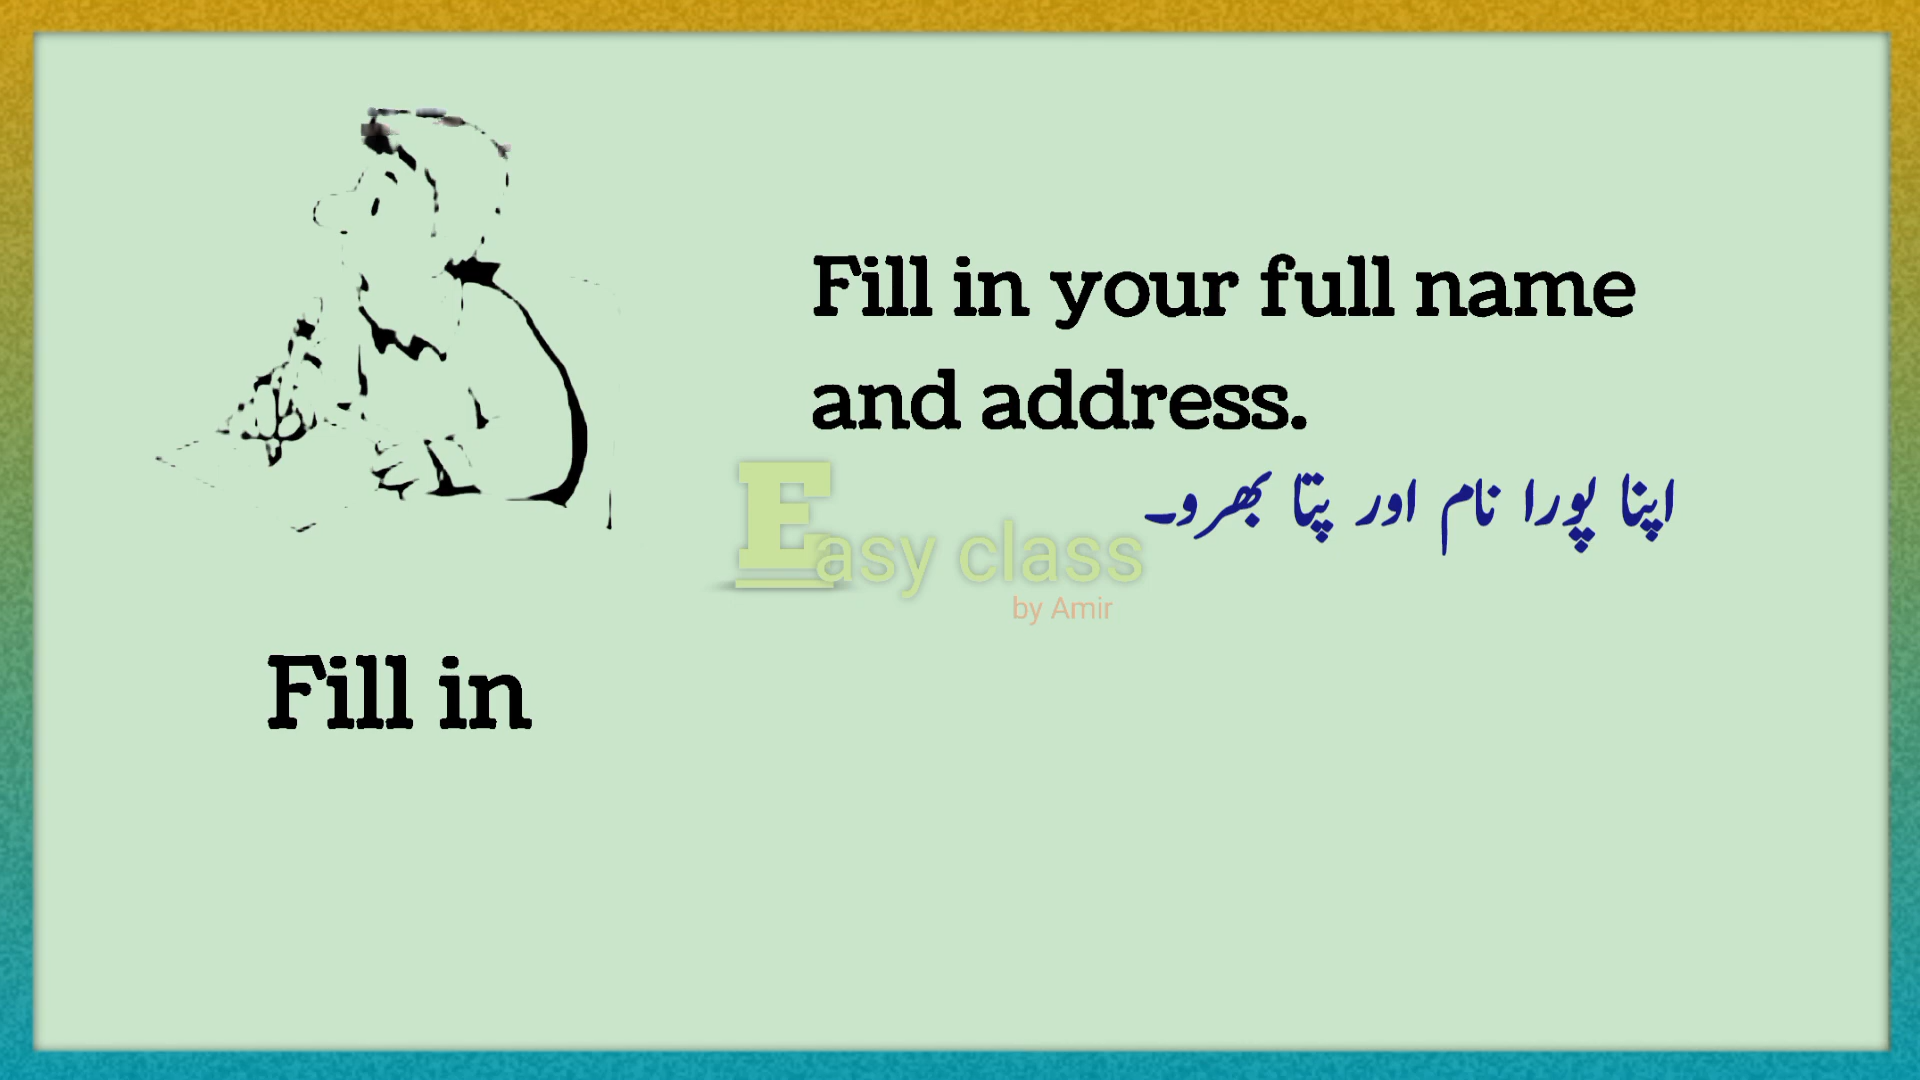 Fill in your full name
and address.
اپنا پورا نام اور پتا بھرو۔
Easy class
by Amir
Fill in